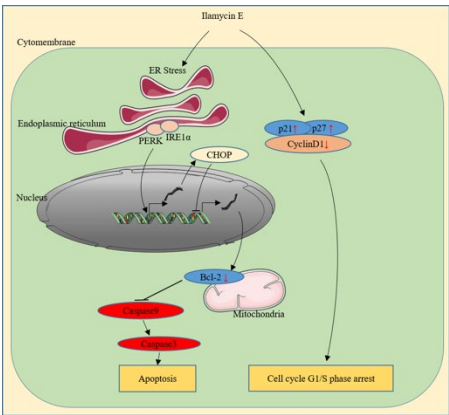 Ilamycin E
Cytomembrane
ER Stress
Endoplasmic reticulum
PERK
IRE1α
p21↑
p27↑
CyclinD1↓
CHOP
Nucleus
Bcl-2↓
Mitochondria
Caspase9
Caspase3
Apoptosis
Cell cycle G1/S phase arrest